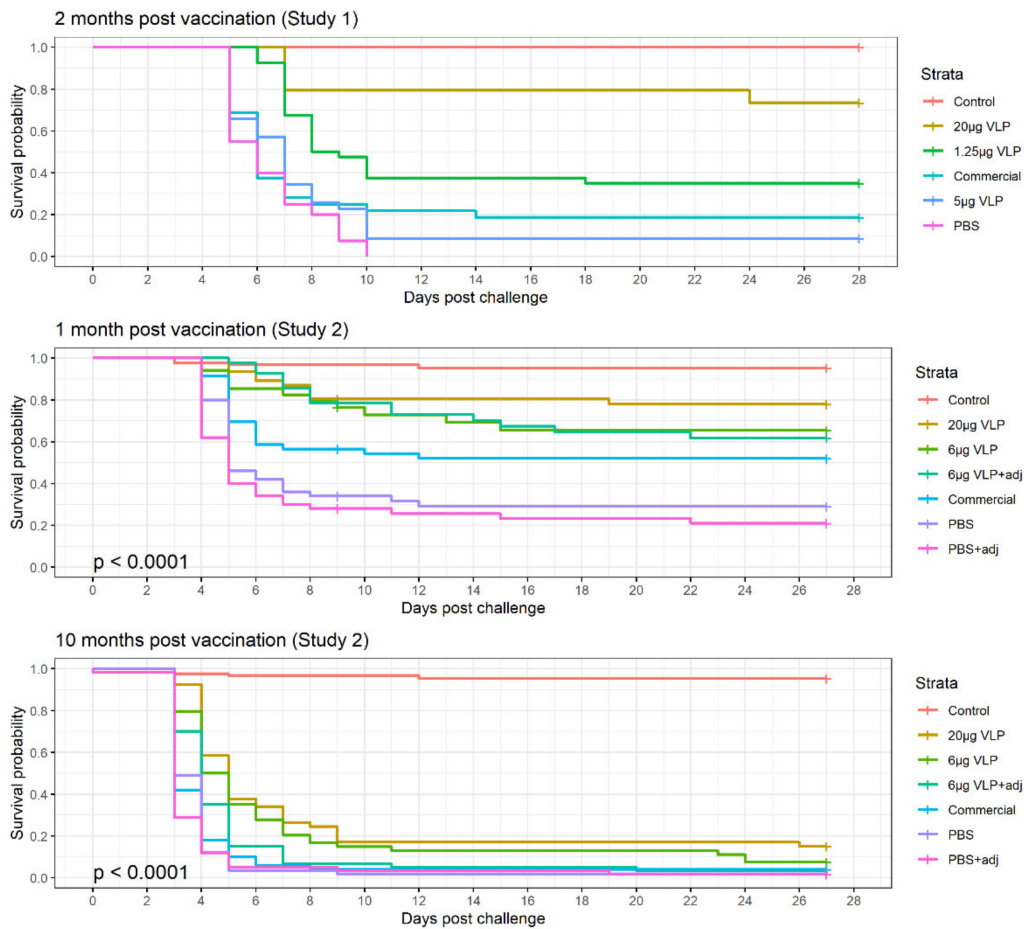 2 months post vaccination (Study 1)
Survival probability
1.0
0.8
0.6
0.4
0.2
0.0
0 2 4 6 8 10 12 14 16 18 20 22 24 26 28
Days post challenge
Strata
Control
20µg VLP
1.25µg VLP
Commercial
5µg VLP
PBS
1 month post vaccination (Study 2)
Survival probability
1.0
0.8
0.6
0.4
0.2
0.0
p < 0.0001
0 2 4 6 8 10 12 14 16 18 20 22 24 26 28
Days post challenge
Strata
Control
20µg VLP
6µg VLP
6µg VLP+adj
Commercial
PBS
PBS+adj
10 months post vaccination (Study 2)
Survival probability
1.0
0.8
0.6
0.4
0.2
0.0
p < 0.0001
0 2 4 6 8 10 12 14 16 18 20 22 24 26 28
Days post challenge
Strata
Control
20µg VLP
6µg VLP
6µg VLP+adj
Commercial
PBS
PBS+adj